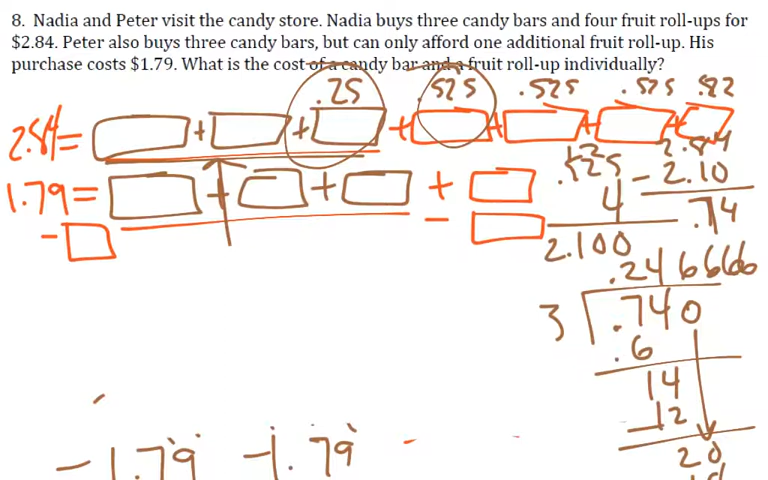 8. Nadia and Peter visit the candy store. Nadia buys three candy bars and four fruit roll-ups for
$2.84. Peter also buys three candy bars, but can only afford one additional fruit roll-up. His
purchase costs $1.79. What is the cost of a candy bar and a fruit roll-up individually?
.25 .525 .525 .525 .522
2.84= + + + + + +
1.79= + + +
- -
.525
4
2.100
2.84
- 2.10
.74
.246666
3 .740
.6
14
-12
20
- 1.79 -1.79